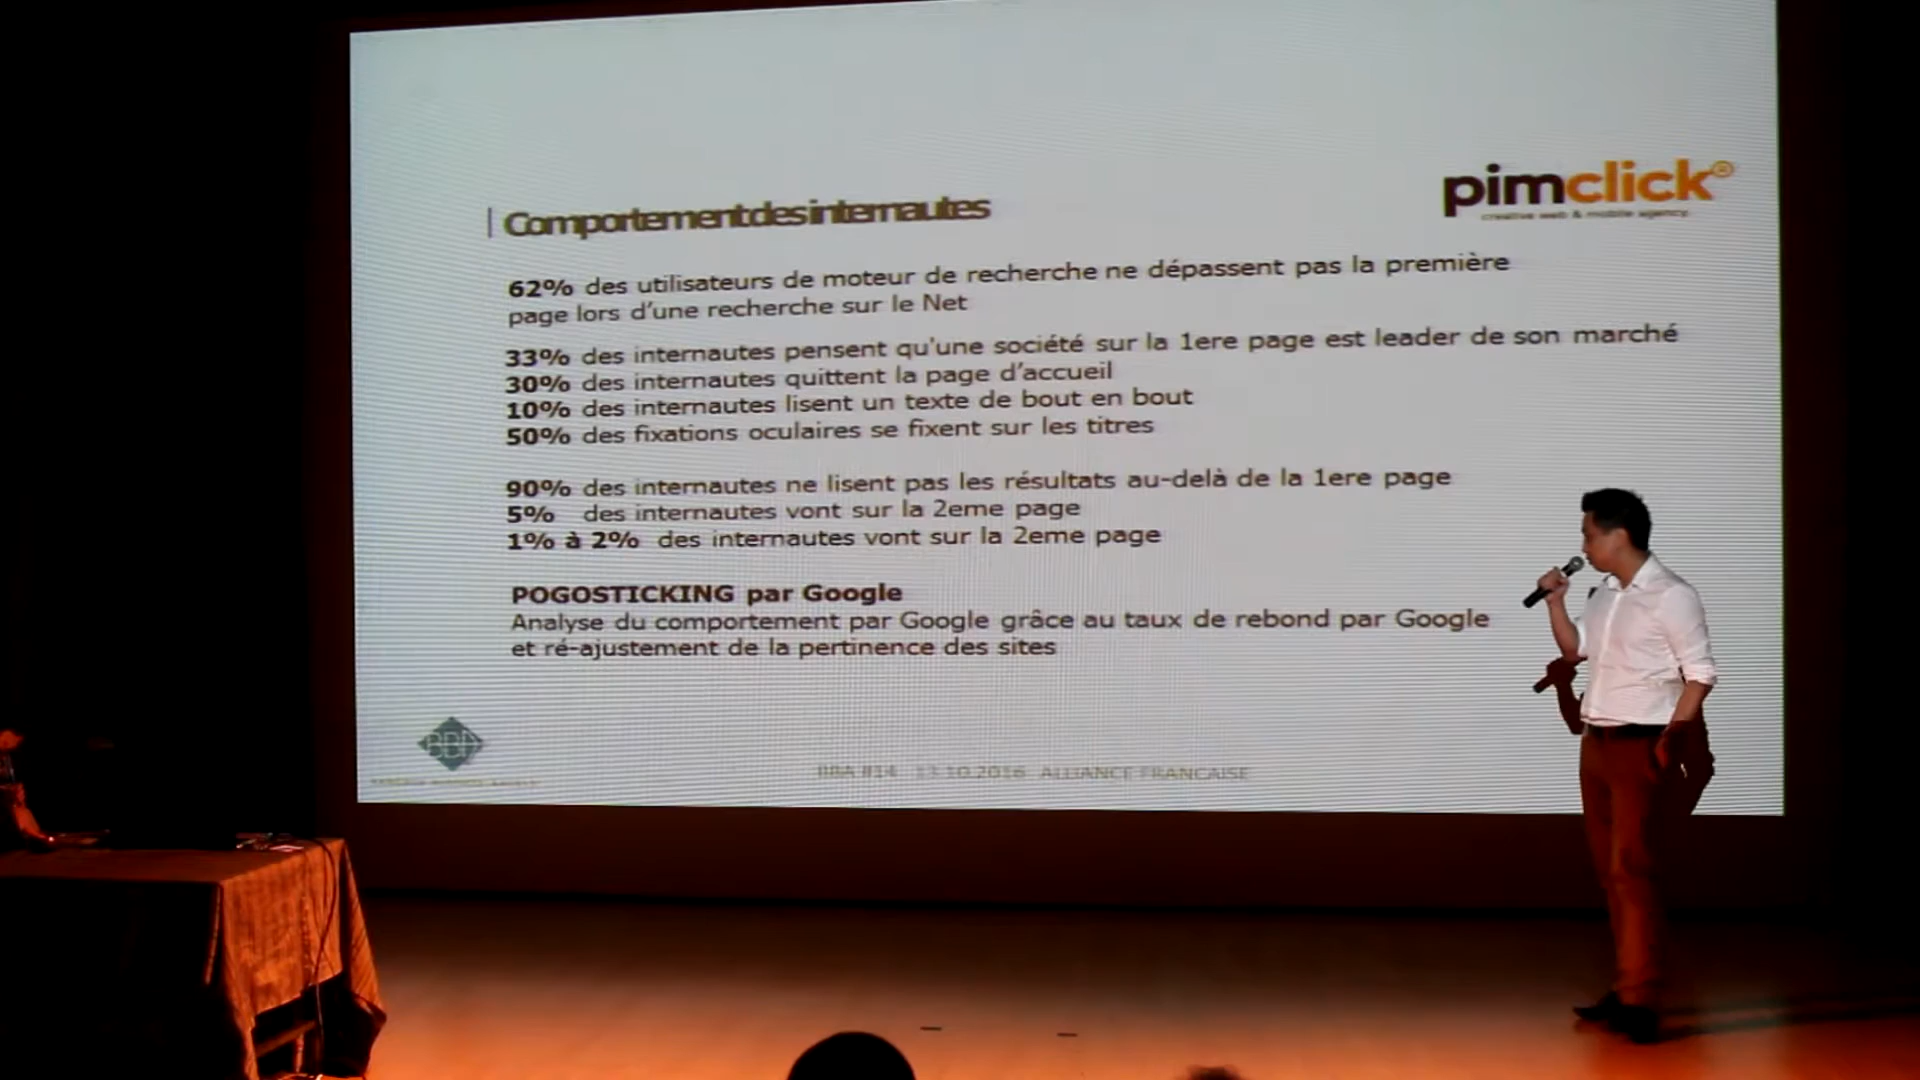 pimclick®
creative web & mobile agency
Comportement des internautes
62% des utilisateurs de moteur de recherche ne dépassent pas la première
page lors d'une recherche sur le Net
33% des internautes pensent qu'une société sur la 1ere page est leader de son marché
30% des internautes quittent la page d'accueil
10% des internautes lisent un texte de bout en bout
50% des fixations oculaires se fixent sur les titres
90% des internautes ne lisent pas les résultats au-delà de la 1ere page
5% des internautes vont sur la 2eme page
1% à 2% des internautes vont sur la 2eme page
POGOSTICKING par Google
Analyse du comportement par Google grâce au taux de rebond par Google
et ré-ajustement de la pertinence des sites
BBA
BBA #14 13.10.2016 ALLIANCE FRANCAISE